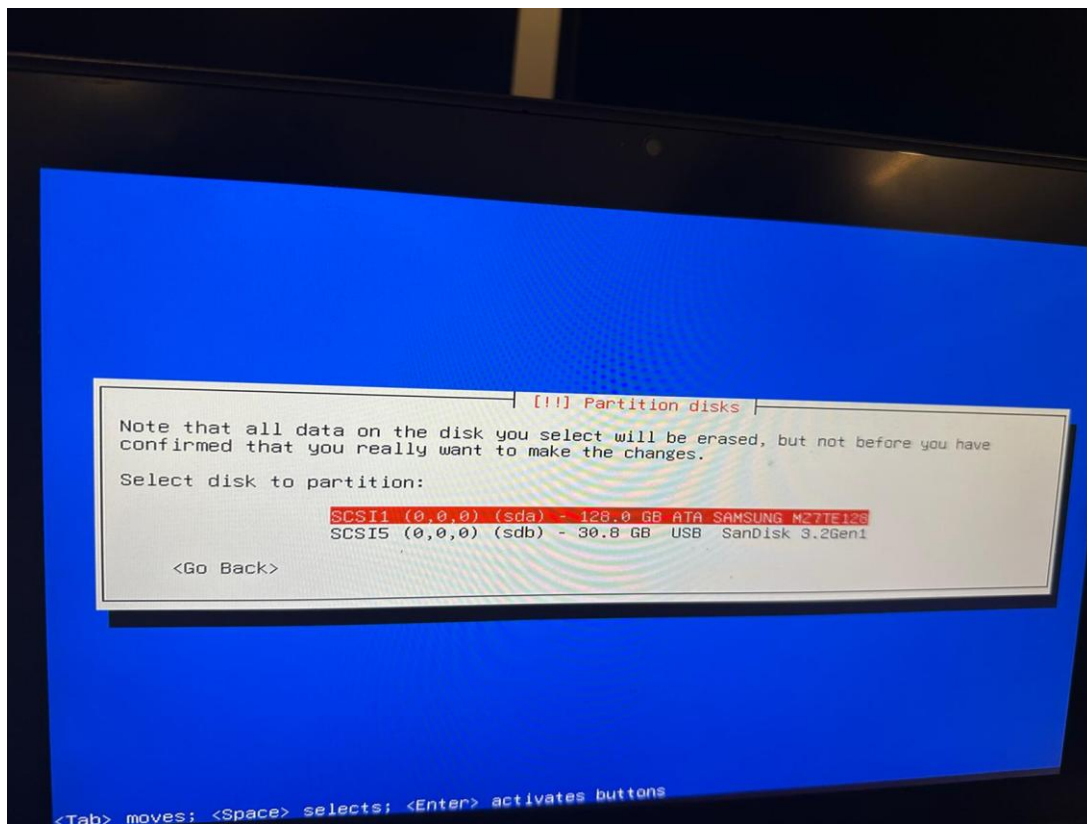 [!!] Partition disks
Note that all data on the disk you select will be erased, but not before you have
confirmed that you really want to make the changes.
Select disk to partition:
SCSI1 (0,0,0) (sda) - 128.0 GB ATA SAMSUNG MZ7TE128
SCSI5 (0,0,0) (sdb) - 30.8 GB USB SanDisk 3.2Gen1
<Go Back>
<Tab> moves; <Space> selects; <Enter> activates buttons